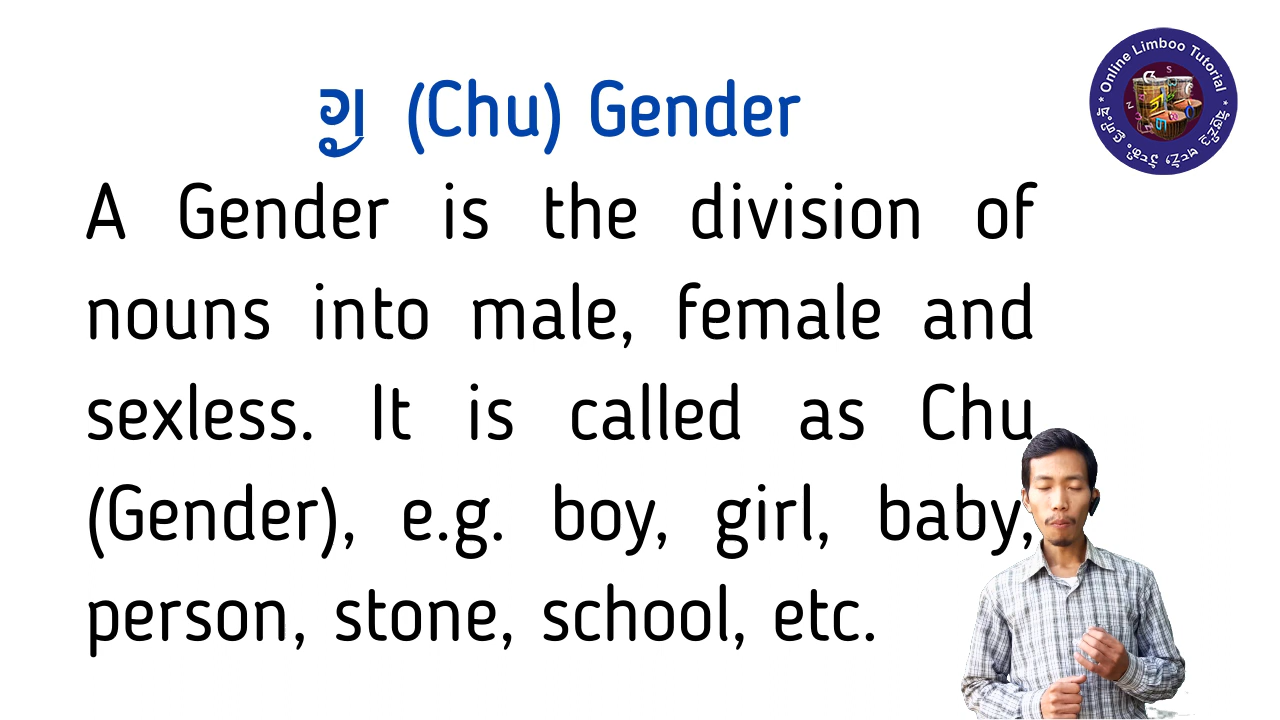 (Chu) Gender
A Gender is the division of
nouns into male, female and
sexless. It is called as Chu
(Gender), e.g. boy, girl, baby,
person, stone, school, etc.
* Online Limboo Tutorial *